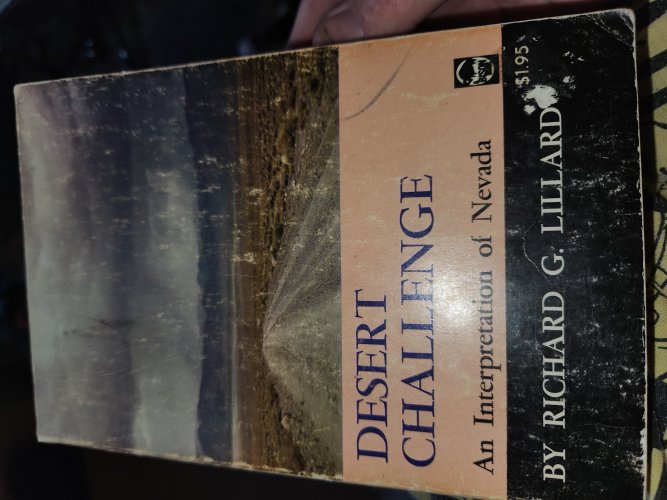 DESERT
CHALLENGE
An Interpretation of Nevada
BY RICHARD G. LILLARD
$1.95